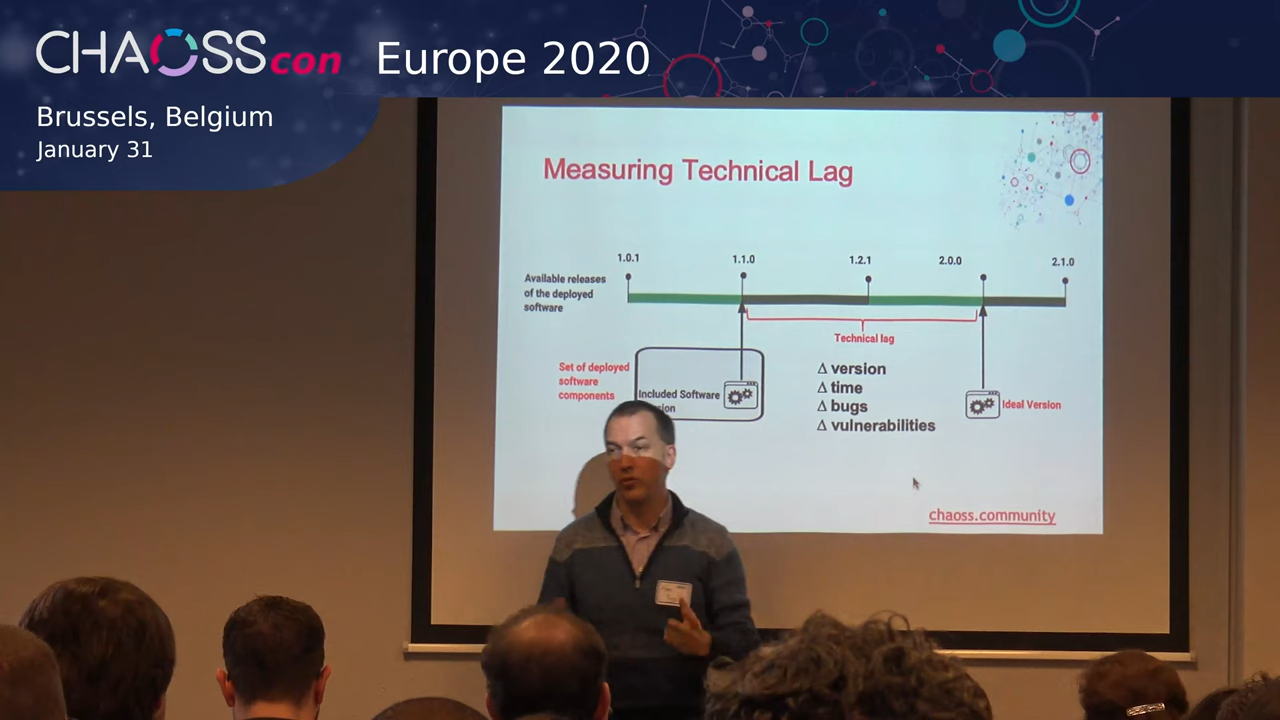 CHAOSScon Europe 2020
Brussels, Belgium
January 31
Measuring Technical Lag
1.0.1 1.1.0 1.2.1 2.0.0 2.1.0
Available releases
of the deployed
software
Technical lag
Set of deployed
software
components
Included Software
Δ version
Δ time
Δ bugs
Δ vulnerabilities
Ideal Version
chaoss.community